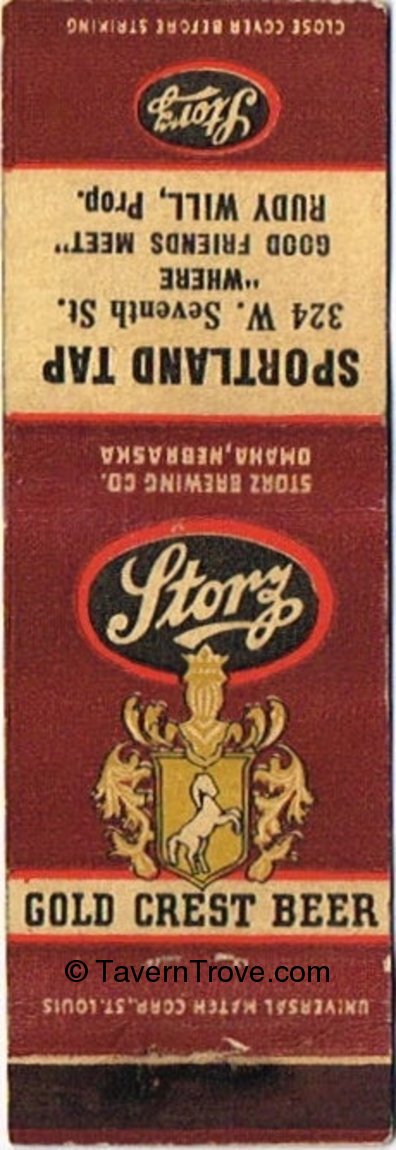 CLOSE COVER BEFORE STRIKING
Storz
RUDY WILL, Prop.
GOOD FRIENDS MEET"
"WHERE
324 W. Seventh St.
SPORTLAND TAP
OMAHA, NEBRASKA
STORZ BREWING CO.
Storz
GOLD CREST BEER
© TavernTrove.com
UNIVERSAL MATCH CORP., ST. LOUIS